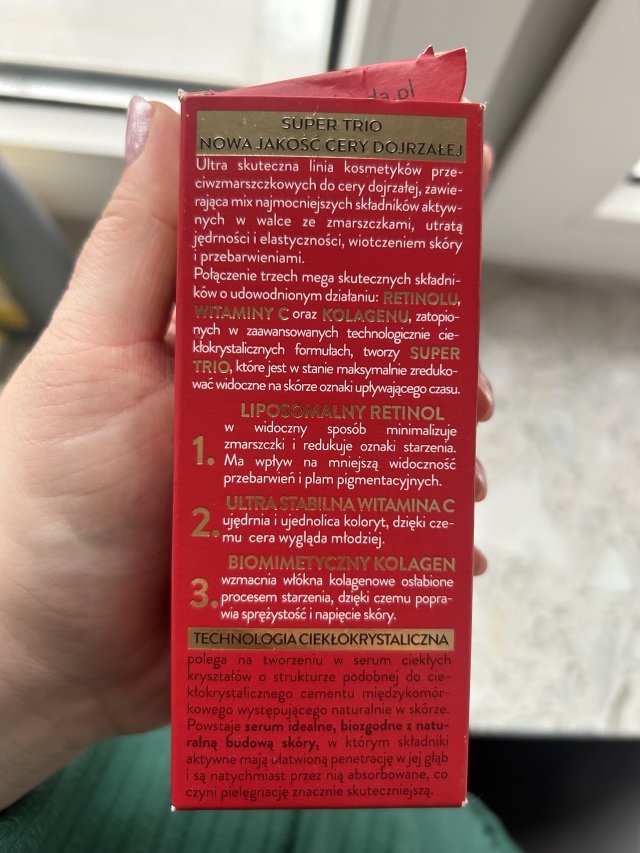 da.pl
SUPER TRIO
NOWA JAKOŚĆ CERY DOJRZAŁEJ
Ultra skuteczna linia kosmetyków prze-
ciwzmarszczkowych do cery dojrzałej, zawie-
rająca mix najmocniejszych składników aktyw-
nych w walce ze zmarszczkami, utratą
jędrności i elastyczności, wiotczeniem skóry
i przebarwieniami.
Połączenie trzech mega skutecznych składni-
ków o udowodnionym działaniu: RETINOLU,
WITAMINY C oraz KOLAGENU, zatopio-
nych w zaawansowanych technologicznie cie-
kłokrystalicznych formułach, tworzy SUPER
TRIO, które jest w stanie maksymalnie zreduko-
wać widoczne na skórze oznaki upływającego czasu.
LIPOSOMALNY RETINOL
1. w widoczny sposób minimalizuje
zmarszczki i redukuje oznaki starzenia.
Ma wpływ na mniejszą widoczność
przebarwień i plam pigmentacyjnych.
ULTRA STABILNA WITAMINA C
2. ujędrnia i ujednolica koloryt, dzięki cze-
mu cera wygląda młodziej.
BIOMIMETYCZNY KOLAGEN
3. wzmacnia włókna kolagenowe osłabione
procesem starzenia, dzięki czemu popra-
wia sprężystość i napięcie skóry.
TECHNOLOGIA CIEKŁOKRYSTALICZNA
polega na tworzeniu w serum ciekłych
kryształów o strukturze podobnej do cie-
kłokrystalicznego cementu międzykomór-
kowego występującego naturalnie w skórze.
Powstaje serum idealne, biozgodne z natu-
ralną budową skóry, w którym składniki
aktywne mają ułatwioną penetrację w jej głąb
i są natychmiast przez nią absorbowane, co
czyni pielęgnację znacznie skuteczniejszą.